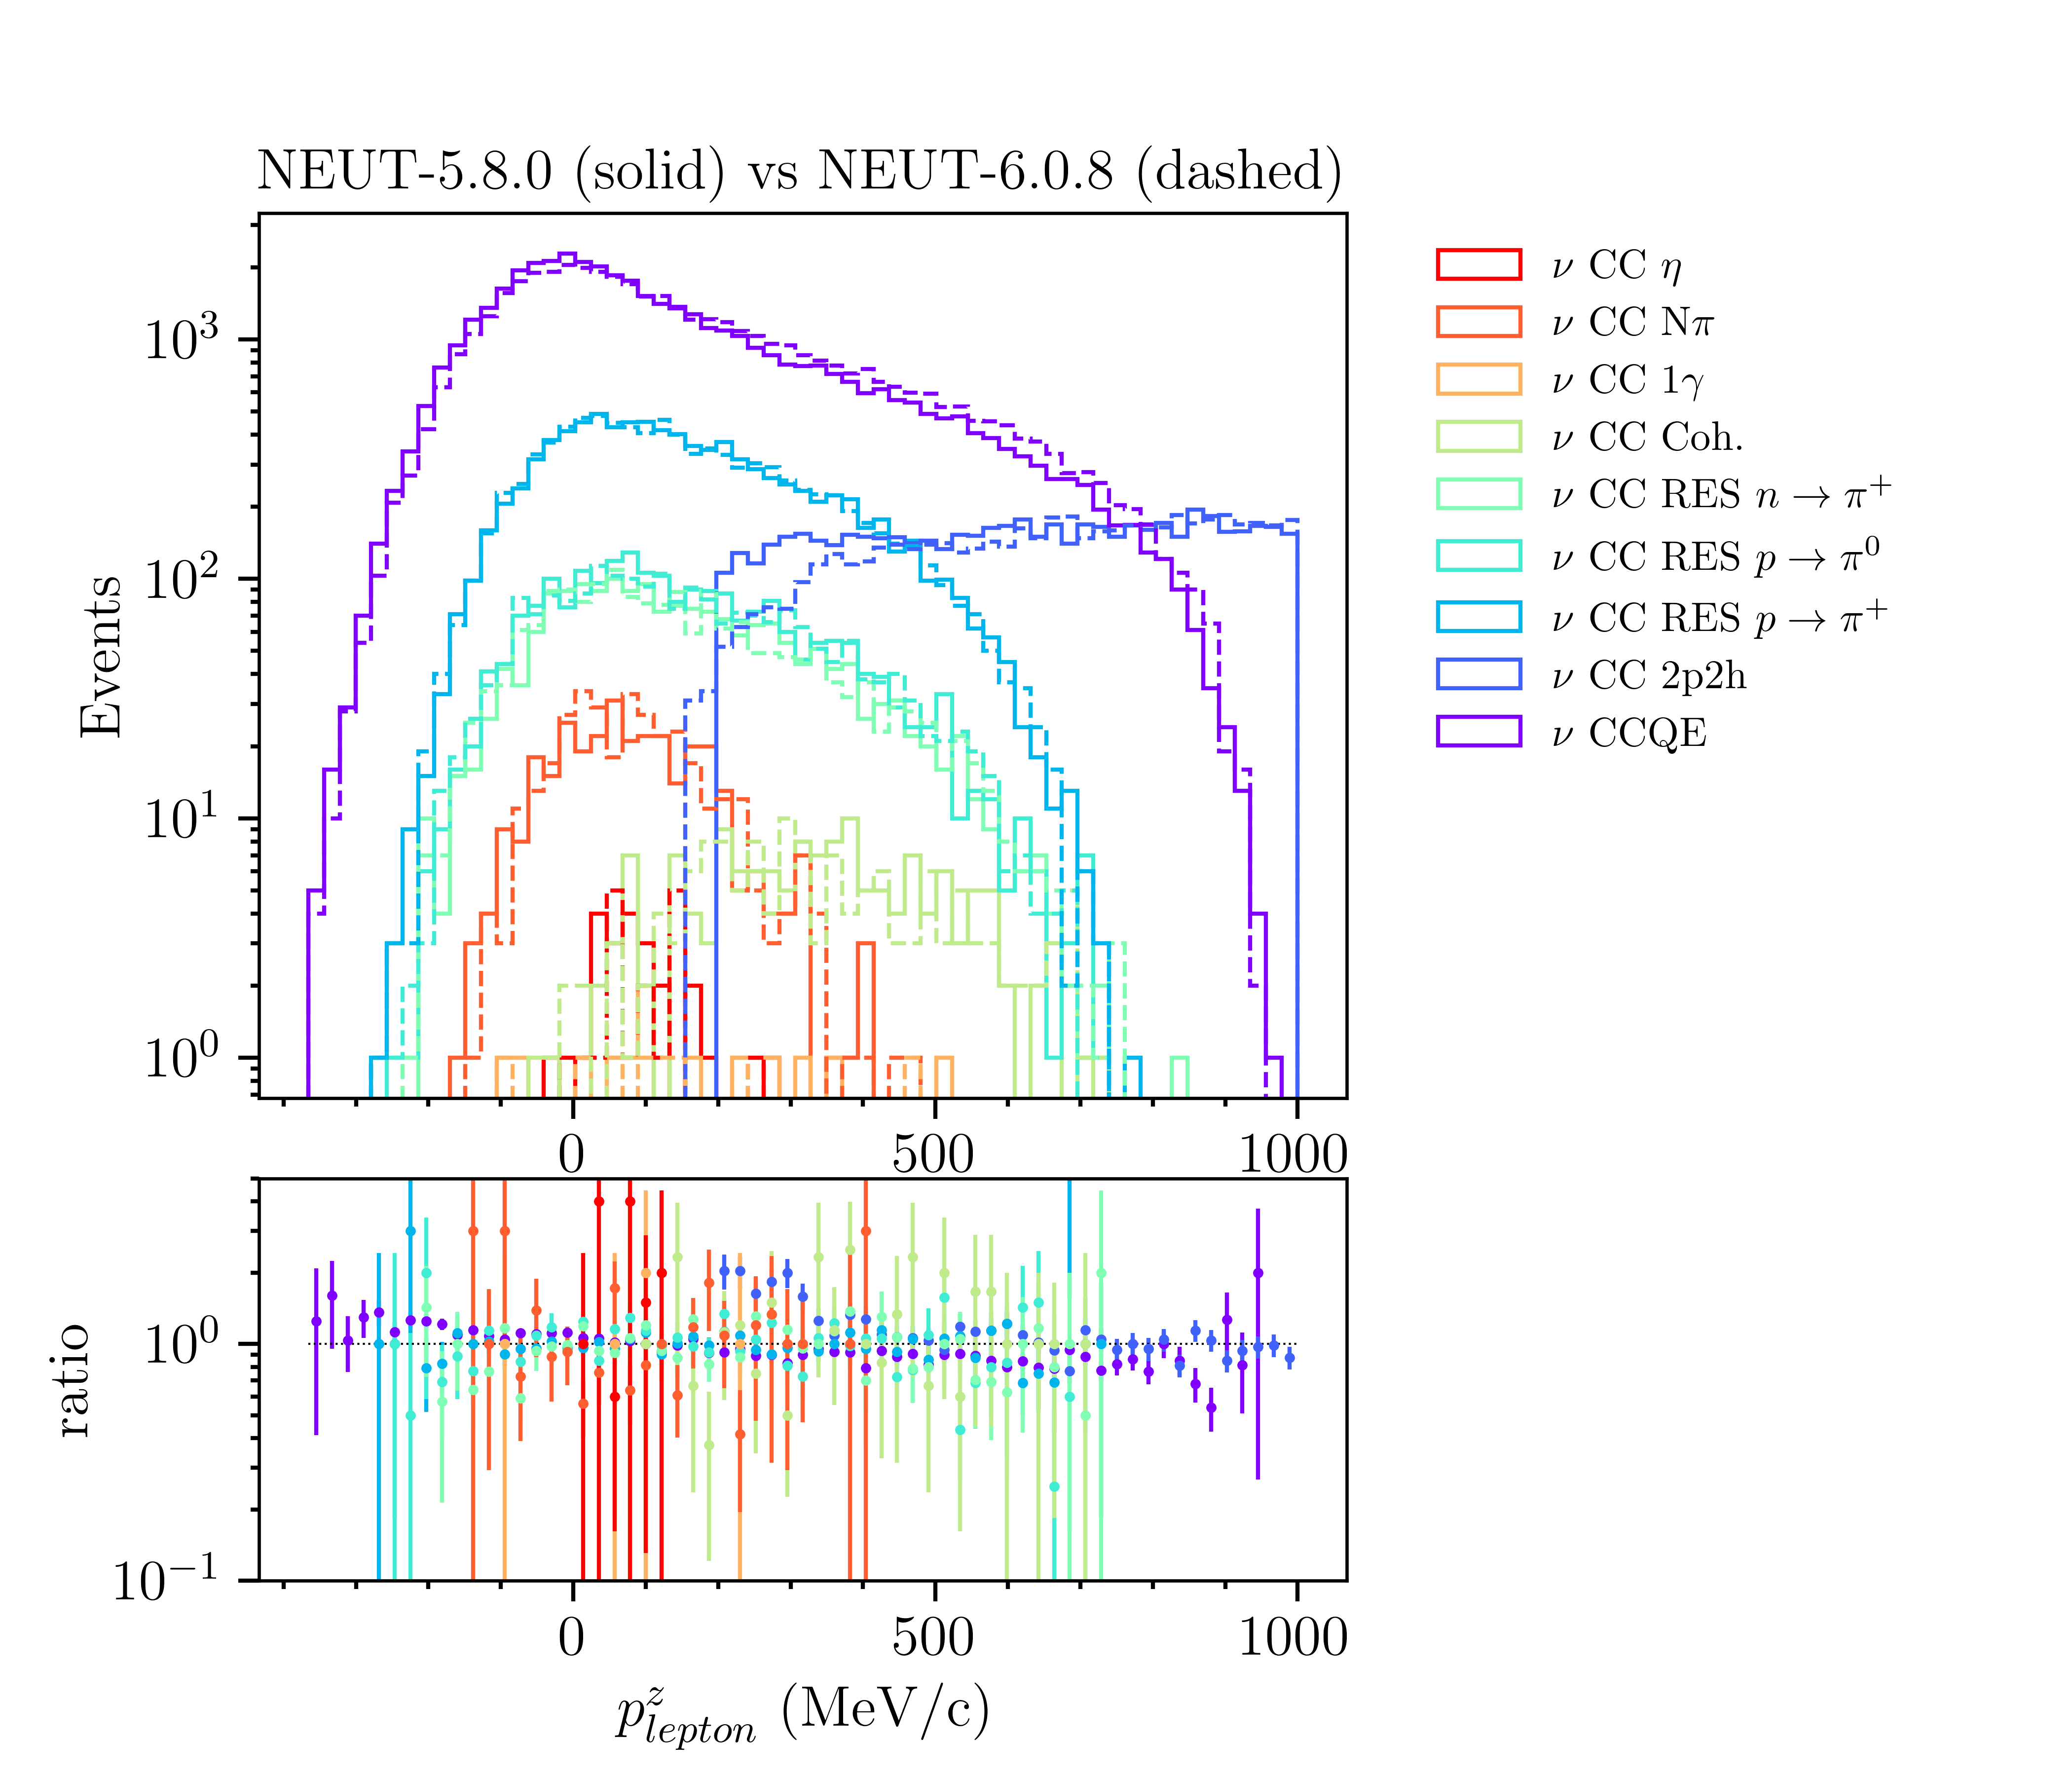 NEUT-5.8.0 (solid) vs NEUT-6.0.8 (dashed)
Events
10³
10²
10¹
10⁰
0 500 1000
ν CC η
ν CC Nπ
ν CC 1γ
ν CC Coh.
ν CC RES n → π⁺
ν CC RES p → π⁰
ν CC RES p → π⁺
ν CC 2p2h
ν CCQE
ratio
10⁰
10⁻¹
0 500 1000
p^z_lepton (MeV/c)